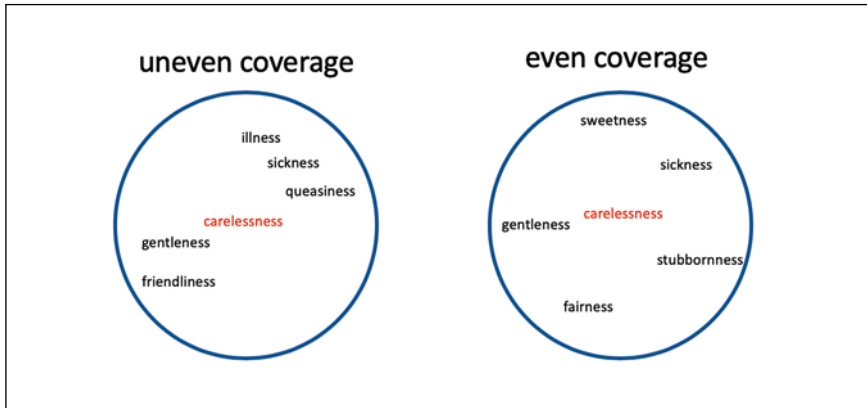 uneven coverage
illness
sickness
queasiness
carelessness
gentleness
friendliness
even coverage
sweetness
sickness
carelessness
gentleness
stubbornness
fairness